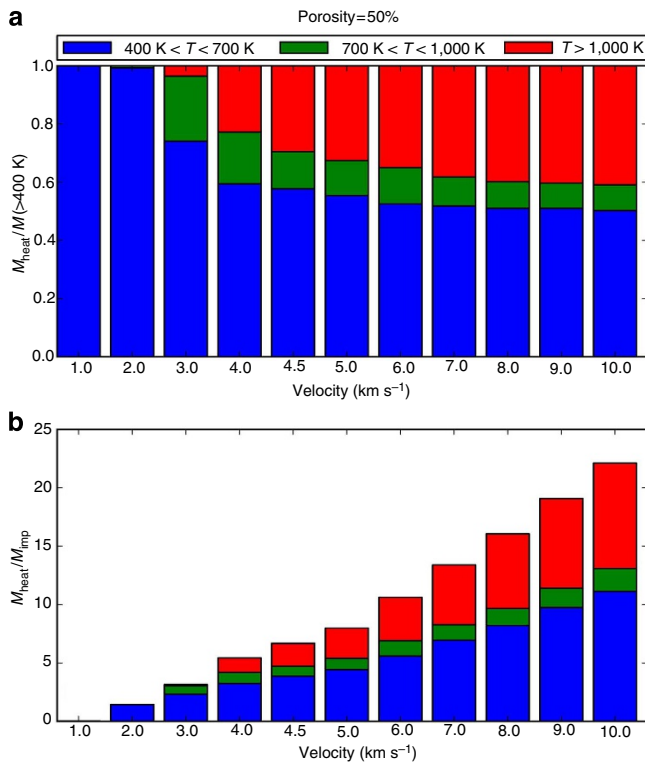 a
Porosity=50%
400 K < T < 700 K 700 K < T < 1,000 K T > 1,000 K
1.0
0.8
0.6
0.4
0.2
0.0
Mheat/M (>400 K)
1.0 2.0 3.0 4.0 4.5 5.0 6.0 7.0 8.0 9.0 10.0
Velocity (km s⁻¹)
b
25
20
15
10
5
0
Mheat/Mimp
1.0 2.0 3.0 4.0 4.5 5.0 6.0 7.0 8.0 9.0 10.0
Velocity (km s⁻¹)